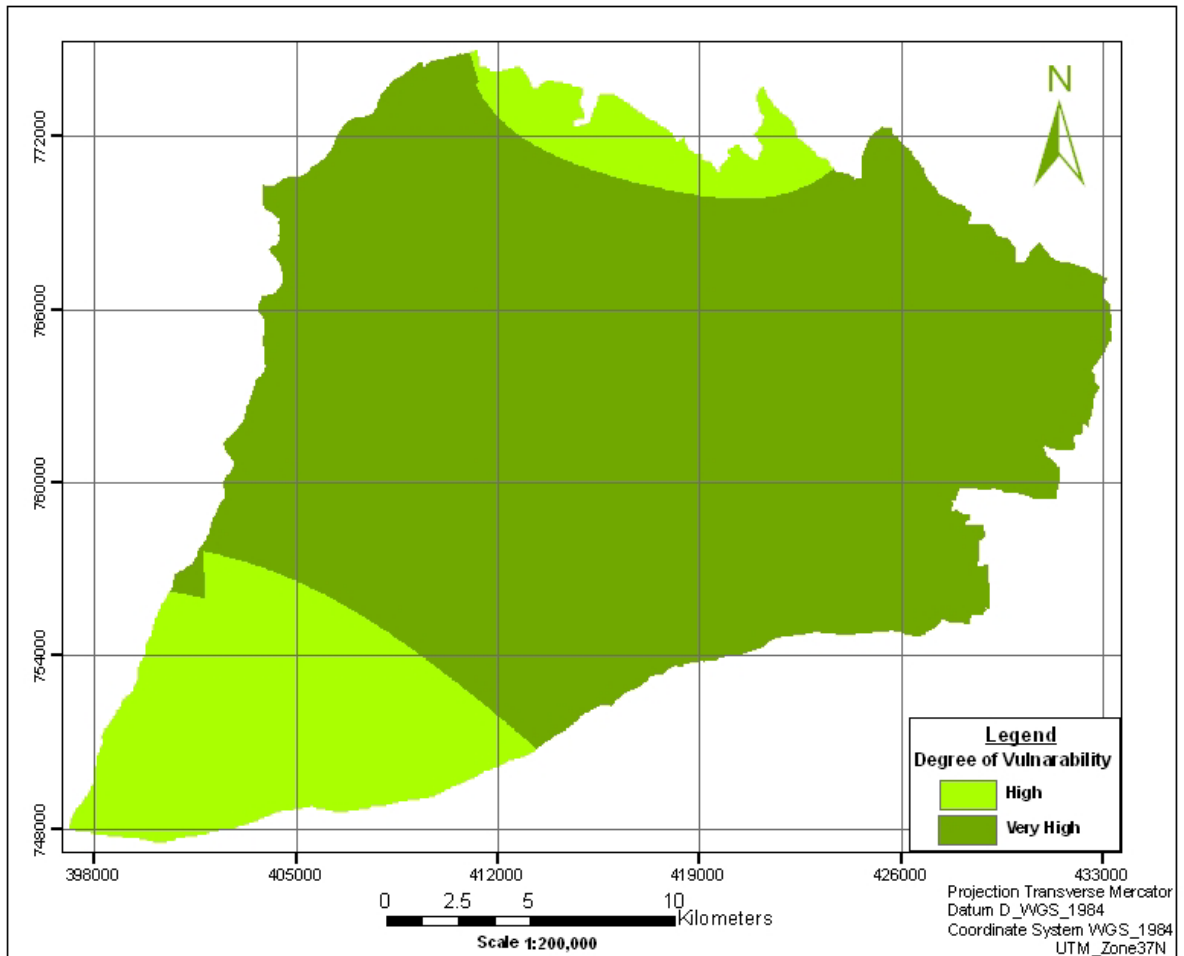 N
772000
766000
760000
754000
748000
398000
405000
412000
419000
426000
433000
Legend
Degree of Vulnarability
High
Very High
0 2.5 5 10
Kilometers
Scale 1:200,000
Projection Transverse Mercator
Datum D_WGS_1984
Coordinate System WGS_1984
UTM_Zone37N